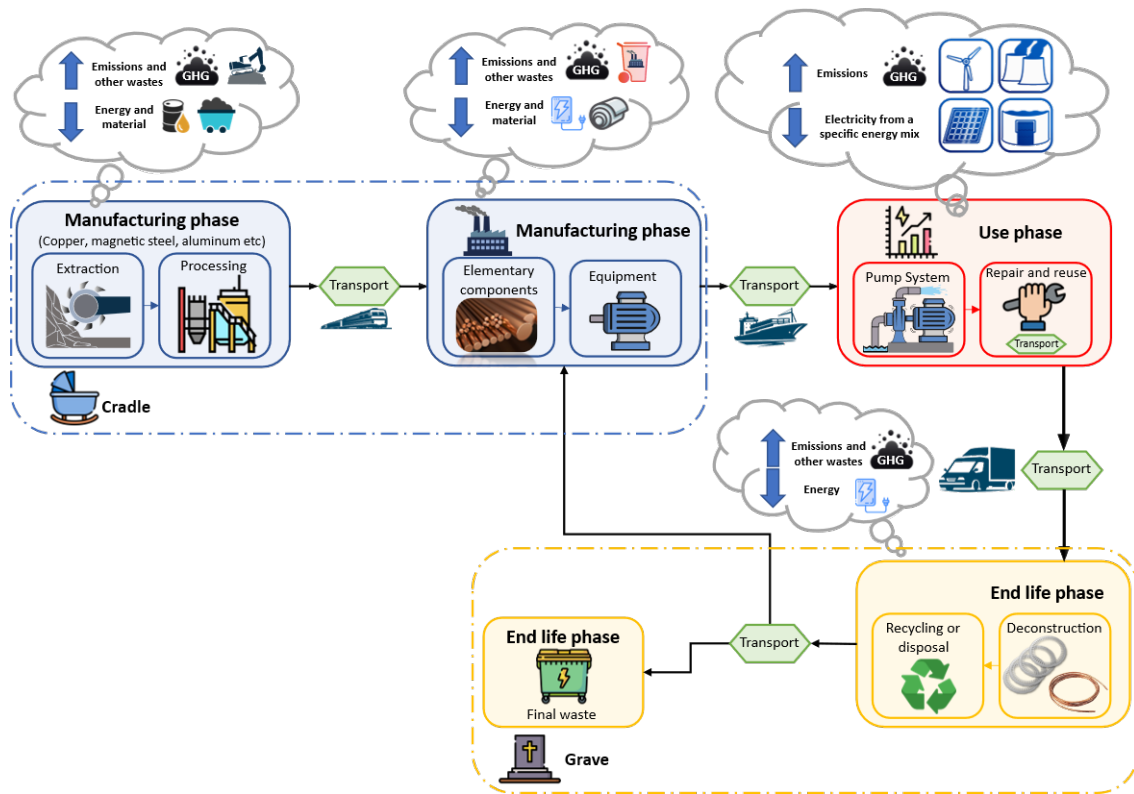 Emissions and
other wastes
GHG
Energy and
material
Emissions and
other wastes
GHG
Energy and
material
Emissions
GHG
Electricity from a
specific energy mix
Manufacturing phase
(Copper, magnetic steel, aluminum etc)
Extraction
Processing
Transport
Manufacturing phase
Elementary
components
Equipment
Transport
Use phase
Pump System
Repair and reuse
Transport
Cradle
Emissions and
other wastes
GHG
Energy
Transport
End life phase
Recycling or
disposal
Deconstruction
Transport
End life phase
Final waste
Grave